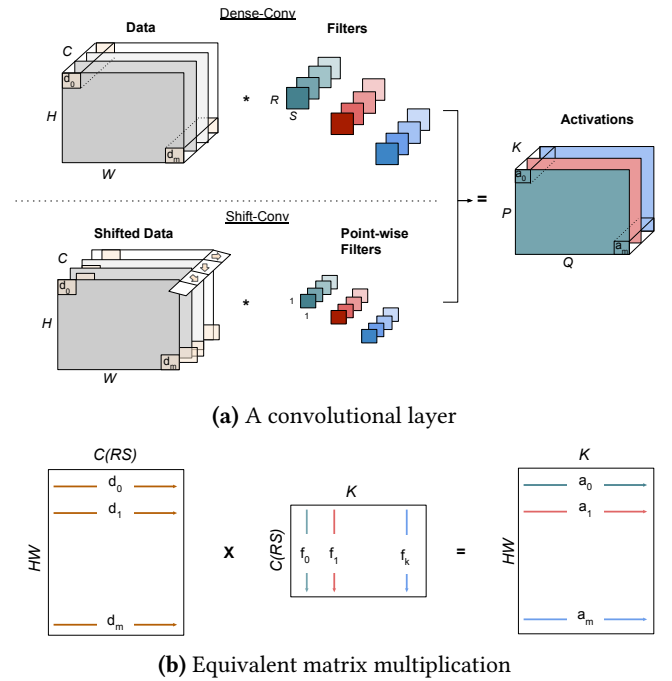 Dense-Conv
Data
Filters
C
d0
H
*
R
S
dm
W
Activations
K
a0
=
P
am
Q
Shift-Conv
Shifted Data
Point-wise
Filters
C
d0
H
*
1
1
dm
W
(a) A convolutional layer
C(RS)
K
d0
d1
HW
dm
X
K
C(RS)
f0
f1
fk
=
a0
a1
HW
am
(b) Equivalent matrix multiplication